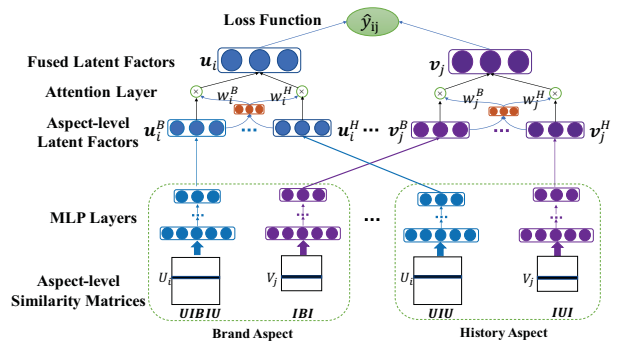 Loss Function
ŷij
Fused Latent Factors
ui
vj
Attention Layer
wiB
wiH
wjB
wjH
Aspect-level
Latent Factors
uiB
...
uiH
...
vjB
...
vjH
MLP Layers
...
...
...
...
...
Aspect-level
Similarity Matrices
Ui
Vj
Ui
Vj
UIBIU
IBI
UIU
IUI
Brand Aspect
History Aspect